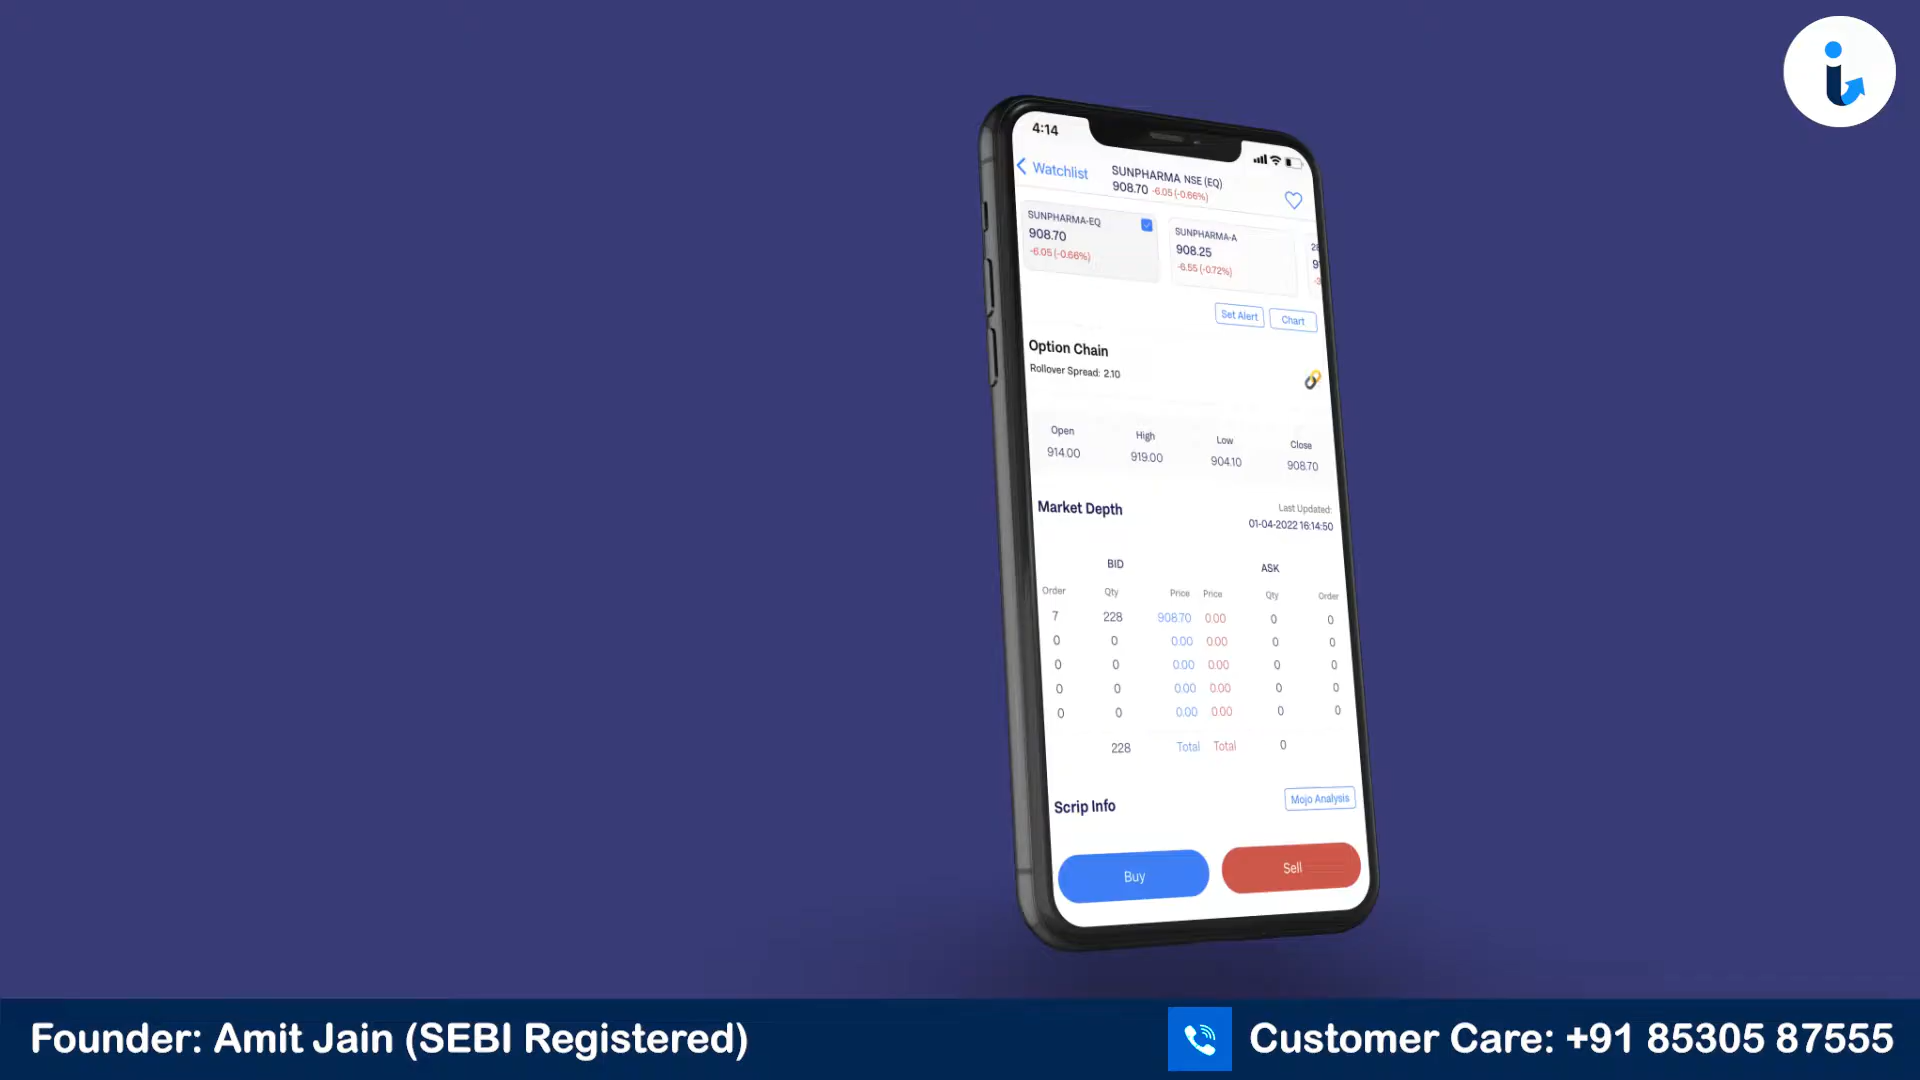 4:14
Watchlist
SUNPHARMA NSE (EQ)
908.70 -6.05 (-0.66%)
SUNPHARMA-EQ
908.70
-6.05 (-0.66%)
SUNPHARMA-A
908.25
-6.55 (-0.72%)
Set Alert
Chart
Option Chain
Rollover Spread: 2.10
Open High Low Close
914.00 919.00 904.10 908.70
Market Depth
Last Updated:
01-04-2022 16:14:50
BID ASK
Order Qty Price Price Qty Order
7 228 908.70 0.00 0 0
0 0 0.00 0.00 0 0
0 0 0.00 0.00 0 0
0 0 0.00 0.00 0 0
0 0 0.00 0.00 0 0
228 Total Total 0
Scrip Info
Mojo Analysis
Buy
Sell
Founder: Amit Jain (SEBI Registered)
Customer Care: +91 85305 87555